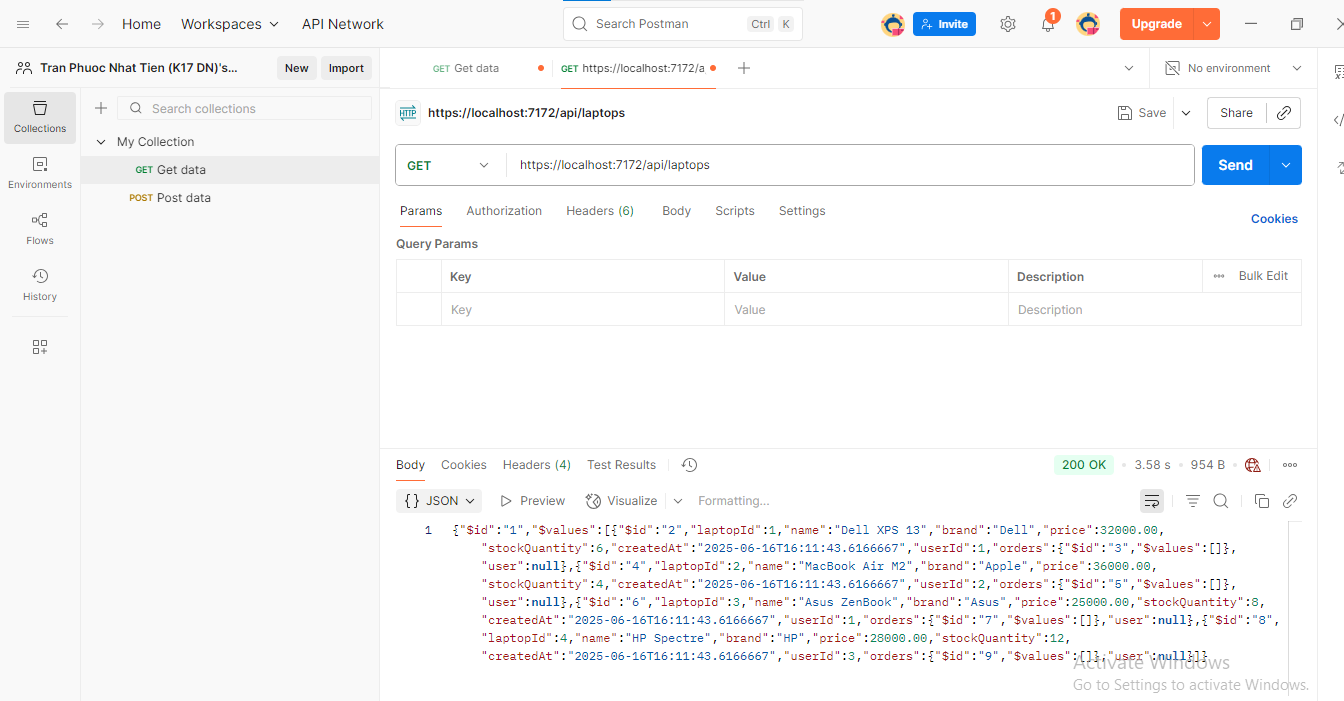 Home
Workspaces
API Network
Search Postman
Ctrl
K
Invite
1
Upgrade
Tran Phuoc Nhat Tien (K17 DN)'s...
New
Import
GET Get data
GET https://localhost:7172/a
No environment
Collections
Environments
Flows
History
Search collections
My Collection
GET Get data
POST Post data
HTTP https://localhost:7172/api/laptops
Save
Share
GET
https://localhost:7172/api/laptops
Send
Params
Authorization
Headers (6)
Body
Scripts
Settings
Cookies
Query Params
Key
Value
Description
Bulk Edit
Key
Value
Description
Body
Cookies
Headers (4)
Test Results
200 OK
3.58 s
954 B
{} JSON
Preview
Visualize
Formatting...
1 {"$id":"1","$values":[{"$id":"2","laptopId":1,"name":"Dell XPS 13","brand":"Dell","price":32000.00,
"stockQuantity":6,"createdAt":"2025-06-16T16:11:43.6166667","userId":1,"orders":{"$id":"3","$values":[]},
"user":null},{"$id":"4","laptopId":2,"name":"MacBook Air M2","brand":"Apple","price":36000.00,
"stockQuantity":4,"createdAt":"2025-06-16T16:11:43.6166667","userId":2,"orders":{"$id":"5","$values":[]},
"user":null},{"$id":"6","laptopId":3,"name":"Asus ZenBook","brand":"Asus","price":25000.00,"stockQuantity":8,
"createdAt":"2025-06-16T16:11:43.6166667","userId":1,"orders":{"$id":"7","$values":[]},"user":null},{"$id":"8",
"laptopId":4,"name":"HP Spectre","brand":"HP","price":28000.00,"stockQuantity":12,
"createdAt":"2025-06-16T16:11:43.6166667","userId":3,"orders":{"$id":"9","$values":[]},"user":null}]}
Activate Windows
Go to Settings to activate Windows.